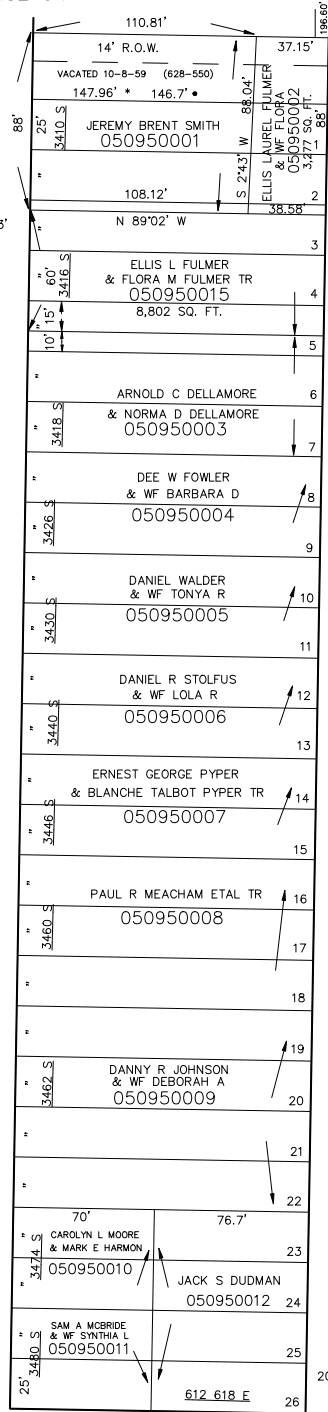 110.81'
196.60'
14' R.O.W.
37.15'
VACATED 10-8-59 (628-550)
147.96' * 146.7' •
88'
25'
3410 S
JEREMY BRENT SMITH
050950001
S 2°43' W 88.04'
ELLIS LAUREL FULMER
& WF FLORA
050950002
3,277 SQ. FT.
1
88'
"
108.12'
2
38.58'
3'
N 89°02' W
3
"
60'
3416 S
ELLIS L FULMER
& FLORA M FULMER TR
050950015
4
"
15'
8,802 SQ. FT.
10'
5
"
ARNOLD C DELLAMORE
6
"
3418 S
& NORMA D DELLAMORE
050950003
7
"
DEE W FOWLER
& WF BARBARA D
8
"
3426 S
050950004
9
"
DANIEL WALDER
& WF TONYA R
10
"
3430 S
050950005
11
"
DANIEL R STOLFUS
& WF LOLA R
12
"
3440 S
050950006
13
"
ERNEST GEORGE PYPER
& BLANCHE TALBOT PYPER TR
14
"
3446 S
050950007
15
"
PAUL R MEACHAM ETAL TR
16
"
3460 S
050950008
17
"
18
"
19
"
3462 S
DANNY R JOHNSON
& WF DEBORAH A
050950009
20
"
21
"
22
70'
76.7'
"
3474 S
CAROLYN L MOORE
& MARK E HARMON
23
"
050950010
JACK S DUDMAN
050950012
24
"
3480 S
SAM A MCBRIDE
& WF SYNTHIA L
050950011
25
25'
20
612 618 E
26